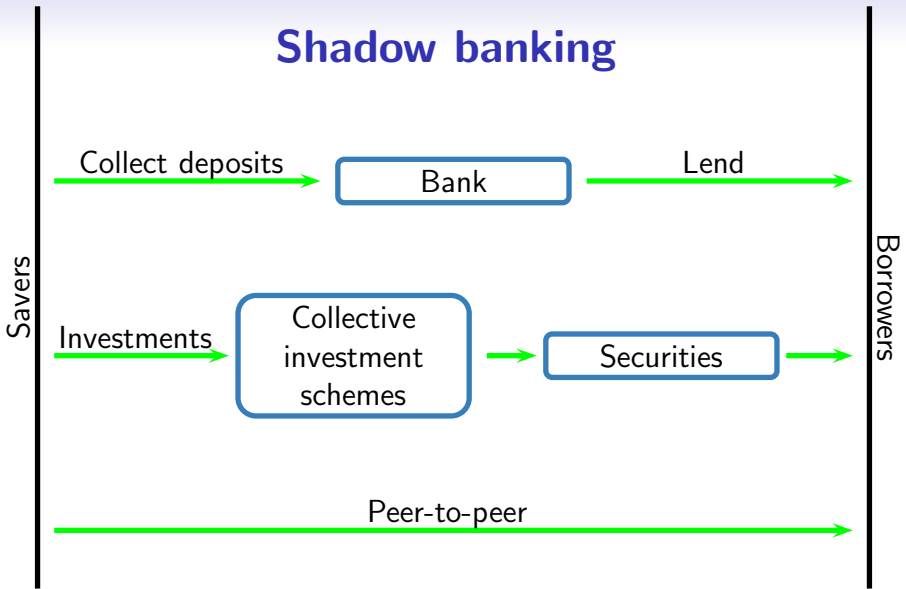 Shadow banking
Savers
Collect deposits
Bank
Lend
Investments
Collective
investment
schemes
Securities
Peer-to-peer
Borrowers